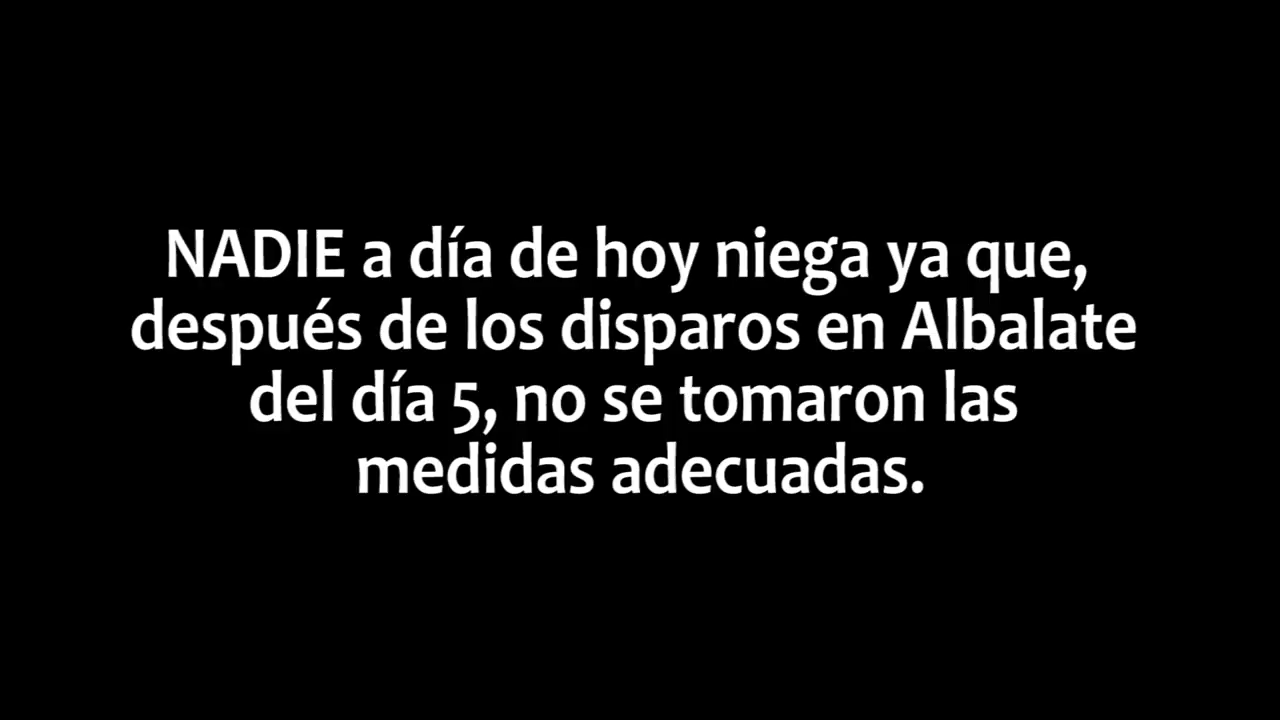 NADIE a día de hoy niega ya que,
después de los disparos en Albalate
del día 5, no se tomaron las
medidas adecuadas.